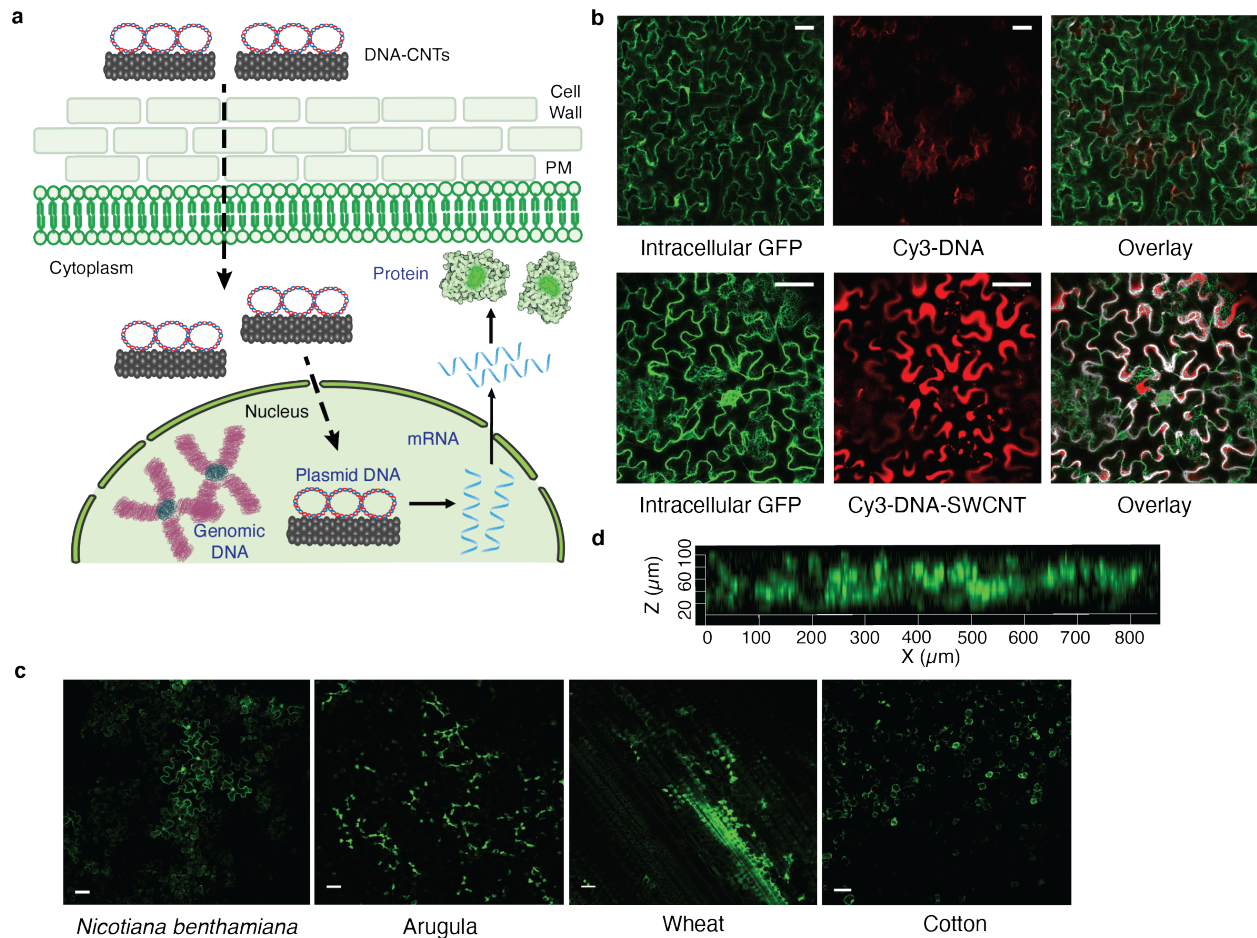 a
DNA-CNTs
Cell
Wall
PM
Cytoplasm
Protein
Nucleus
mRNA
Plasmid DNA
Genomic
DNA
b
Intracellular GFP
Cy3-DNA
Overlay
Intracellular GFP
Cy3-DNA-SWCNT
Overlay
d
Z (μm)
100
60
20
0 100 200 300 400 500 600 700 800
X (μm)
c
Nicotiana benthamiana
Arugula
Wheat
Cotton